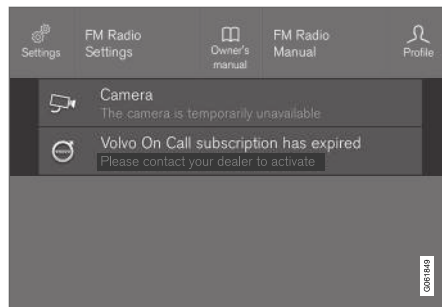 Settings
FM Radio
Settings
Owner's
manual
FM Radio
Manual
Profile
Camera
The camera is temporarily unavailable
Volvo On Call subscription has expired
Please contact your dealer to activate
G061849